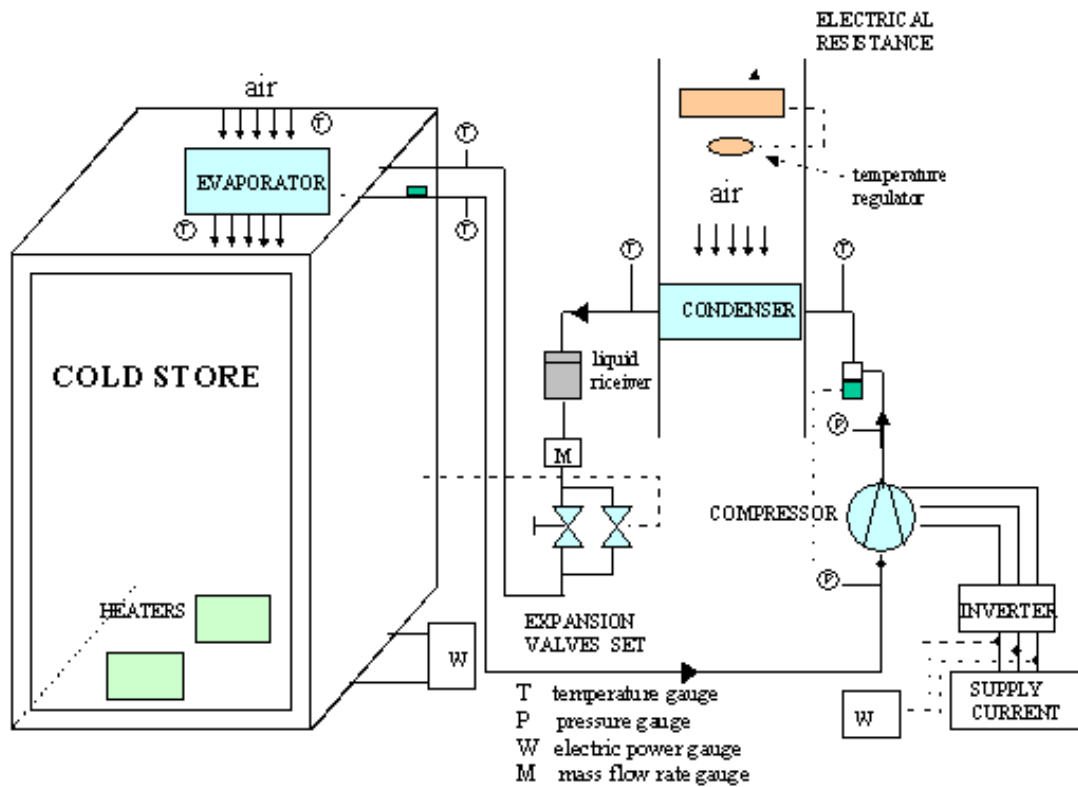 ELECTRICAL
RESISTANCE
air
T
T
EVAPORATOR
T
T
temperature
regulator
air
T
T
T
CONDENSER
COLD STORE
liquid
riceiver
P
M
COMPRESSOR
P
HEATERS
INVERTER
EXPANSION
VALVES SET
W
T temperature gauge
P pressure gauge
W electric power gauge
M mass flow rate gauge
W
SUPPLY
CURRENT